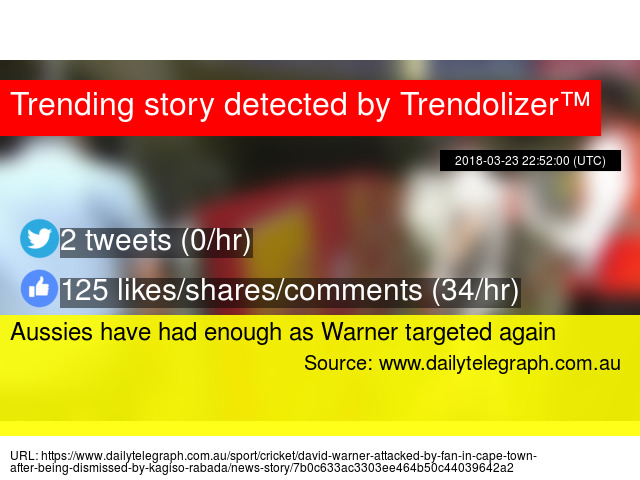 Trending story detected by Trendolizer™
2018-03-23 22:52:00 (UTC)
2 tweets (0/hr)
125 likes/shares/comments (34/hr)
Aussies have had enough as Warner targeted again
Source: www.dailytelegraph.com.au
URL: https://www.dailytelegraph.com.au/sport/cricket/david-warner-attacked-by-fan-in-cape-town-
after-being-dismissed-by-kagiso-rabada/news-story/7b0c633ac3303ee464b50c44039642a2